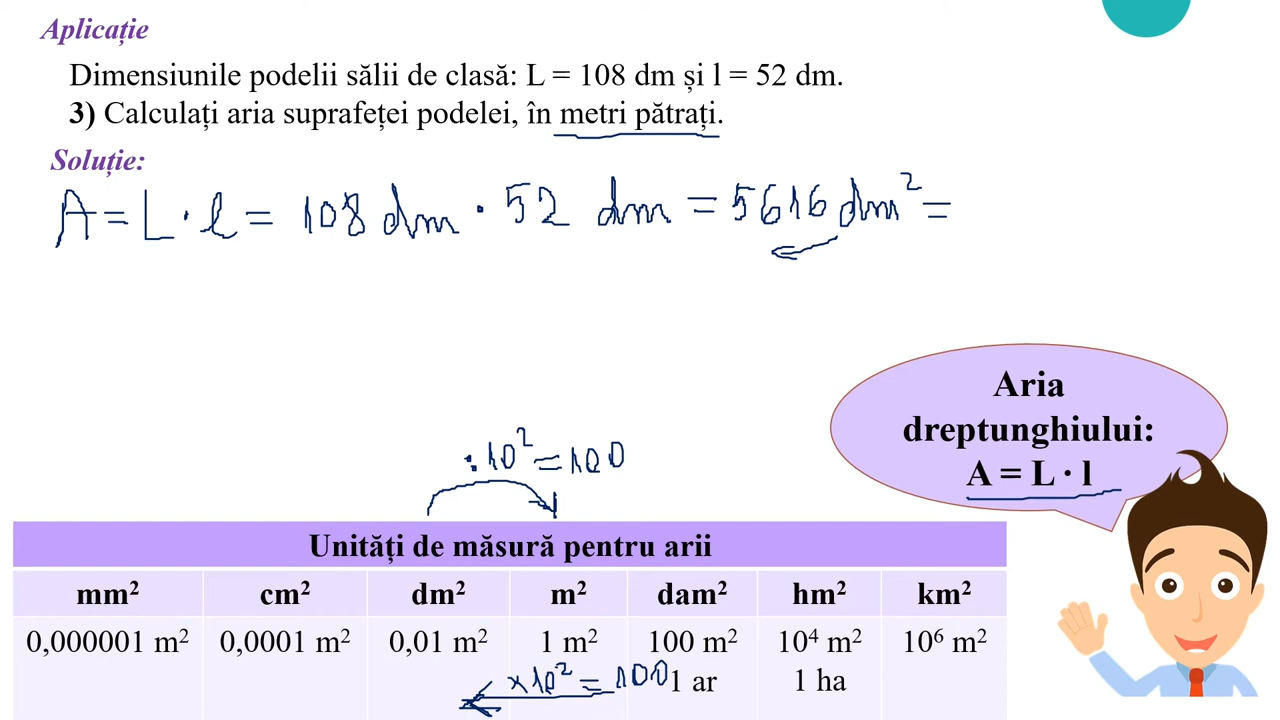 Aplicație
Dimensiunile podelii sălii de clasă: L = 108 dm și l = 52 dm.
3) Calculați aria suprafeței podelei, în metri pătrați.
Soluție:
A = L · l = 108 dm · 52 dm = 5616 dm² =
Aria
dreptunghiului:
A = L · l
: 10² = 100
Unități de măsură pentru arii
mm² cm² dm² m² dam² hm² km²
0,000001 m² 0,0001 m² 0,01 m² 1 m² 100 m² 10⁴ m² 10⁶ m²
× 10² = 100 1 ar 1 ha